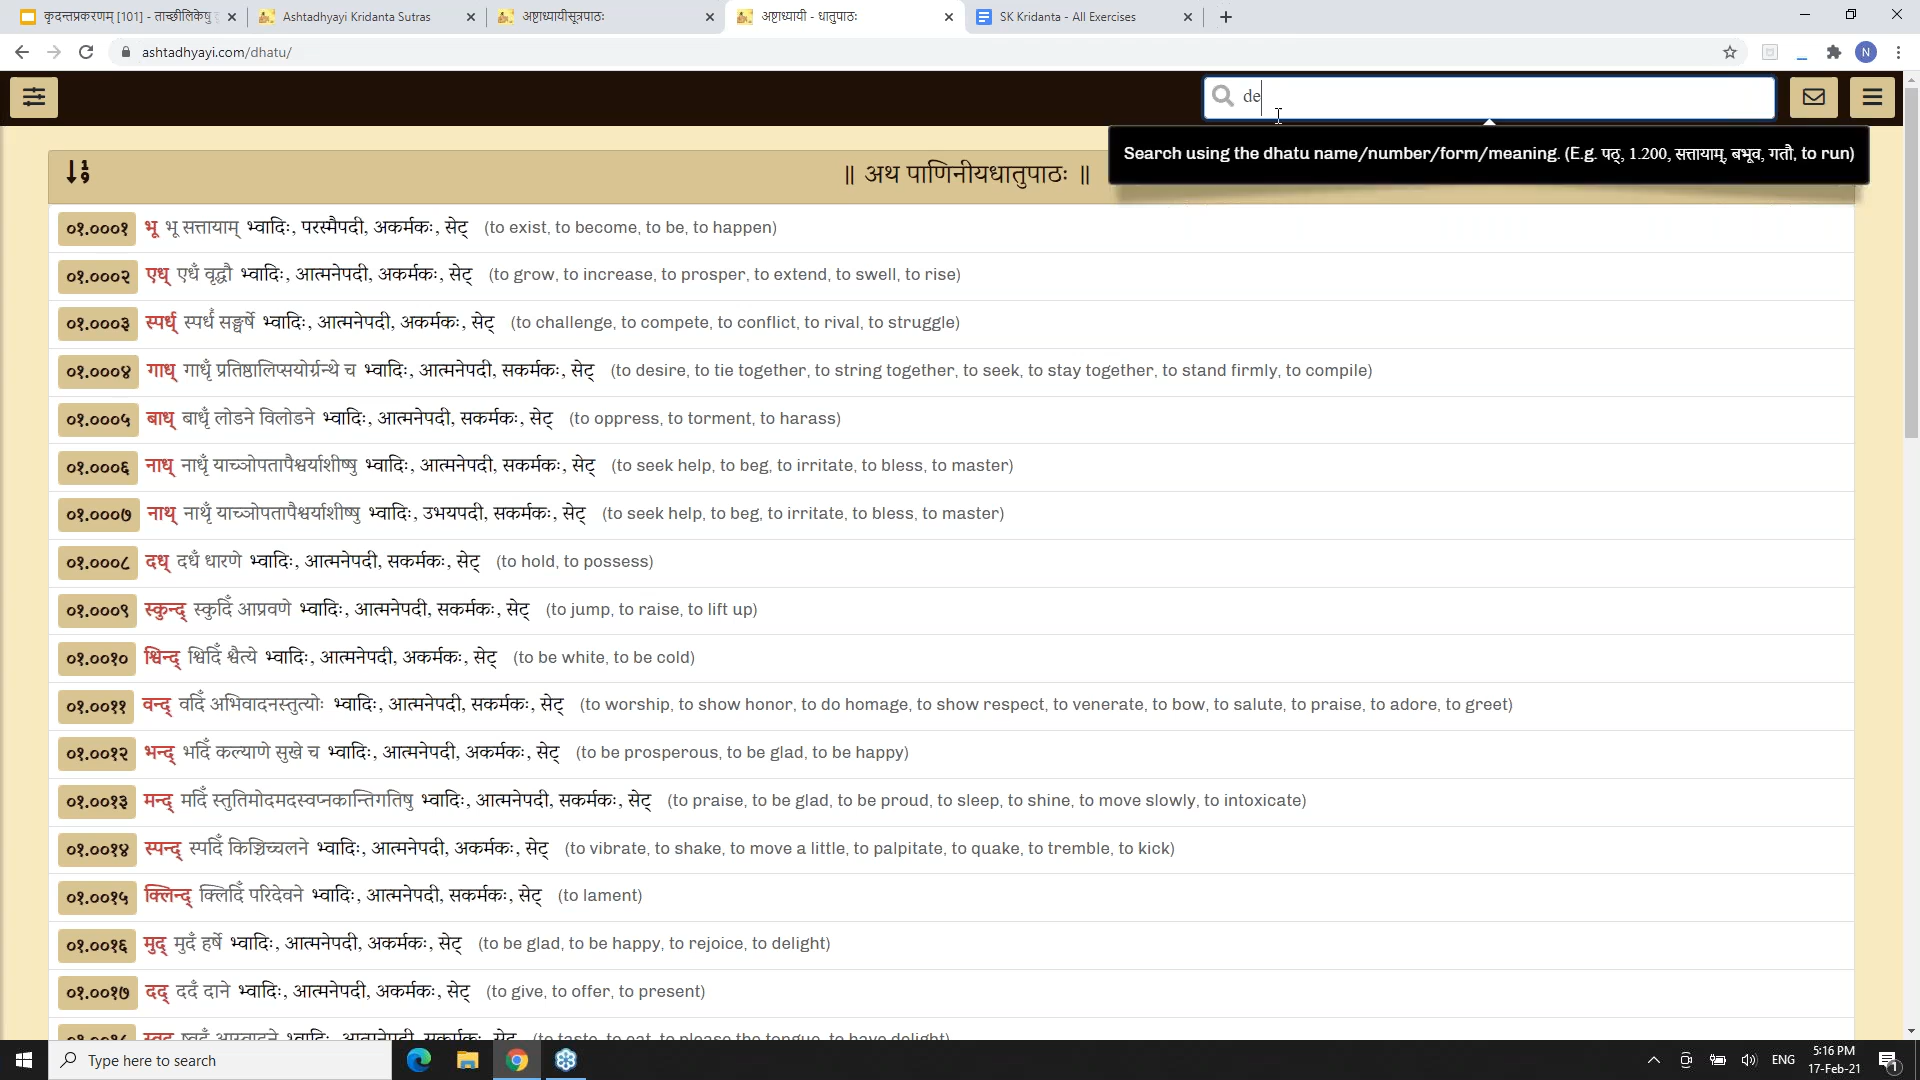 कृदन्तप्रकरणम् [101] - ताच्छीलिकेषु
Ashtadhyayi Kridanta Sutras
अष्टाध्यायीसूत्रपाठः
अष्टाध्यायी - धातुपाठः
SK Kridanta - All Exercises
ashtadhyayi.com/dhatu/
N
de
Search using the dhatu name/number/form/meaning. (E.g. पठ्, 1.200, सत्तायाम्, बभूव, गतौ, to run)
॥ अथ पाणिनीयधातुपाठः ॥
०१.०००१ भू भू सत्तायाम् भ्वादिः, परस्मैपदी, अकर्मकः, सेट् (to exist, to become, to be, to happen)
०१.०००२ एध् एधँ वृद्धौ भ्वादिः, आत्मनेपदी, अकर्मकः, सेट् (to grow, to increase, to prosper, to extend, to swell, to rise)
०१.०००३ स्पर्ध् स्पर्धँ सङ्घर्षे भ्वादिः, आत्मनेपदी, अकर्मकः, सेट् (to challenge, to compete, to conflict, to rival, to struggle)
०१.०००४ गाध् गाधृँ प्रतिष्ठालिप्सयोर्ग्रन्थे च भ्वादिः, आत्मनेपदी, सकर्मकः, सेट् (to desire, to tie together, to string together, to seek, to stay together, to stand firmly, to compile)
०१.०००५ बाध् बाधृँ लोडने विलोडने भ्वादिः, आत्मनेपदी, सकर्मकः, सेट् (to oppress, to torment, to harass)
०१.०००६ नाध् नाधृँ याच्ञोपतापैश्वर्याशीष्षु भ्वादिः, आत्मनेपदी, सकर्मकः, सेट् (to seek help, to beg, to irritate, to bless, to master)
०१.०००७ नाथ् नाथृँ याच्ञोपतापैश्वर्याशीष्षु भ्वादिः, उभयपदी, सकर्मकः, सेट् (to seek help, to beg, to irritate, to bless, to master)
०१.०००८ दध् दधँ धारणे भ्वादिः, आत्मनेपदी, सकर्मकः, सेट् (to hold, to possess)
०१.०००९ स्कुन्द् स्कुदिँ आप्रवणे भ्वादिः, आत्मनेपदी, सकर्मकः, सेट् (to jump, to raise, to lift up)
०१.००१० श्विन्द् श्विदिँ श्वैत्ये भ्वादिः, आत्मनेपदी, अकर्मकः, सेट् (to be white, to be cold)
०१.००११ वन्द् वदिँ अभिवादनस्तुत्योः भ्वादिः, आत्मनेपदी, सकर्मकः, सेट् (to worship, to show honor, to do homage, to show respect, to venerate, to bow, to salute, to praise, to adore, to greet)
०१.००१२ भन्द् भदिँ कल्याणे सुखे च भ्वादिः, आत्मनेपदी, अकर्मकः, सेट् (to be prosperous, to be glad, to be happy)
०१.००१३ मन्द् मदिँ स्तुतिमोदमदस्वप्नकान्तिगतिषु भ्वादिः, आत्मनेपदी, सकर्मकः, सेट् (to praise, to be glad, to be proud, to sleep, to shine, to move slowly, to intoxicate)
०१.००१४ स्पन्द् स्पदिँ किञ्चिच्चलने भ्वादिः, आत्मनेपदी, अकर्मकः, सेट् (to vibrate, to shake, to move a little, to palpitate, to quake, to tremble, to kick)
०१.००१५ क्लिन्द् क्लिदिँ परिदेवने भ्वादिः, आत्मनेपदी, सकर्मकः, सेट् (to lament)
०१.००१६ मुद् मुदँ हर्षे भ्वादिः, आत्मनेपदी, अकर्मकः, सेट् (to be glad, to be happy, to rejoice, to delight)
०१.००१७ दद् ददँ दाने भ्वादिः, आत्मनेपदी, अकर्मकः, सेट् (to give, to offer, to present)
(to taste, to eat, to please the tongue, to have delight)
Type here to search
ENG
5:16 PM
17-Feb-21
1